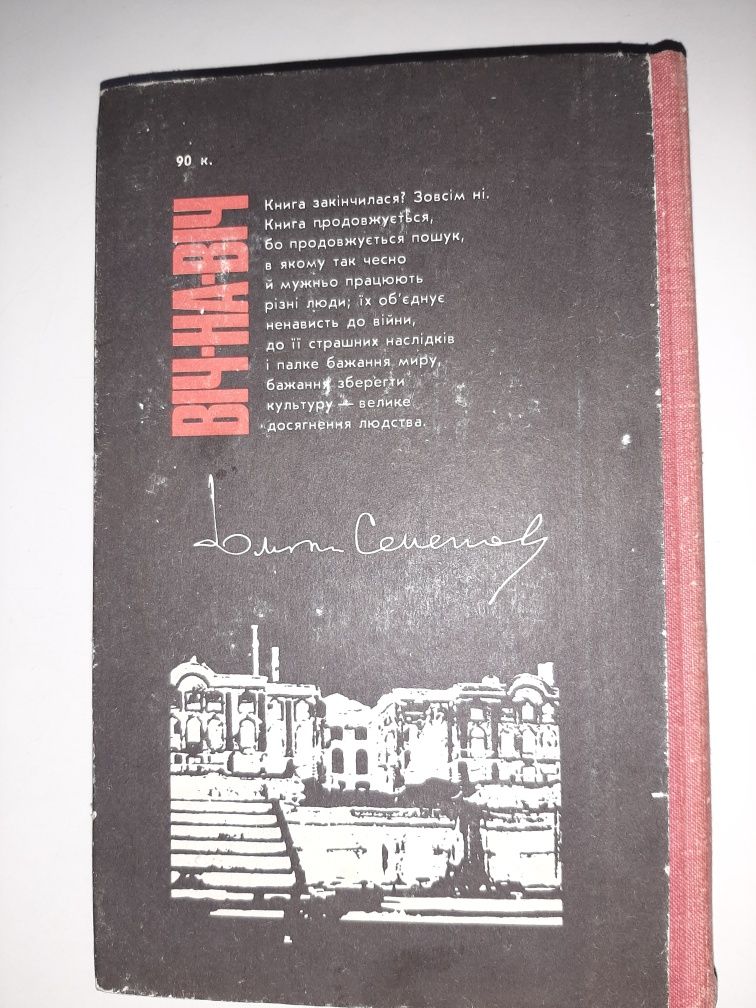 90 к.
ВІЧ-НА-ВІЧ
Книга закінчилася? Зовсім ні.
Книга продовжується,
бо продовжується пошук,
в якому так чесно
й мужньо працюють
різні люди; їх об'єднує
ненависть до війни,
до її страшних наслідків
і палке бажання миру,
бажання зберегти
культуру — велике
досягнення людства.
Юлиан Семенов